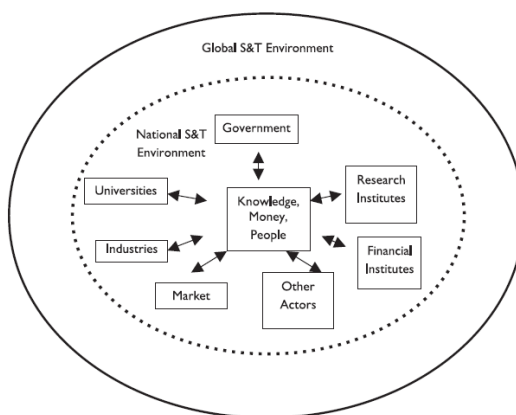 Global S&T Environment
Government
National S&T
Environment
Universities
Knowledge,
Money,
People
Research
Institutes
Industries
Financial
Institutes
Market
Other
Actors